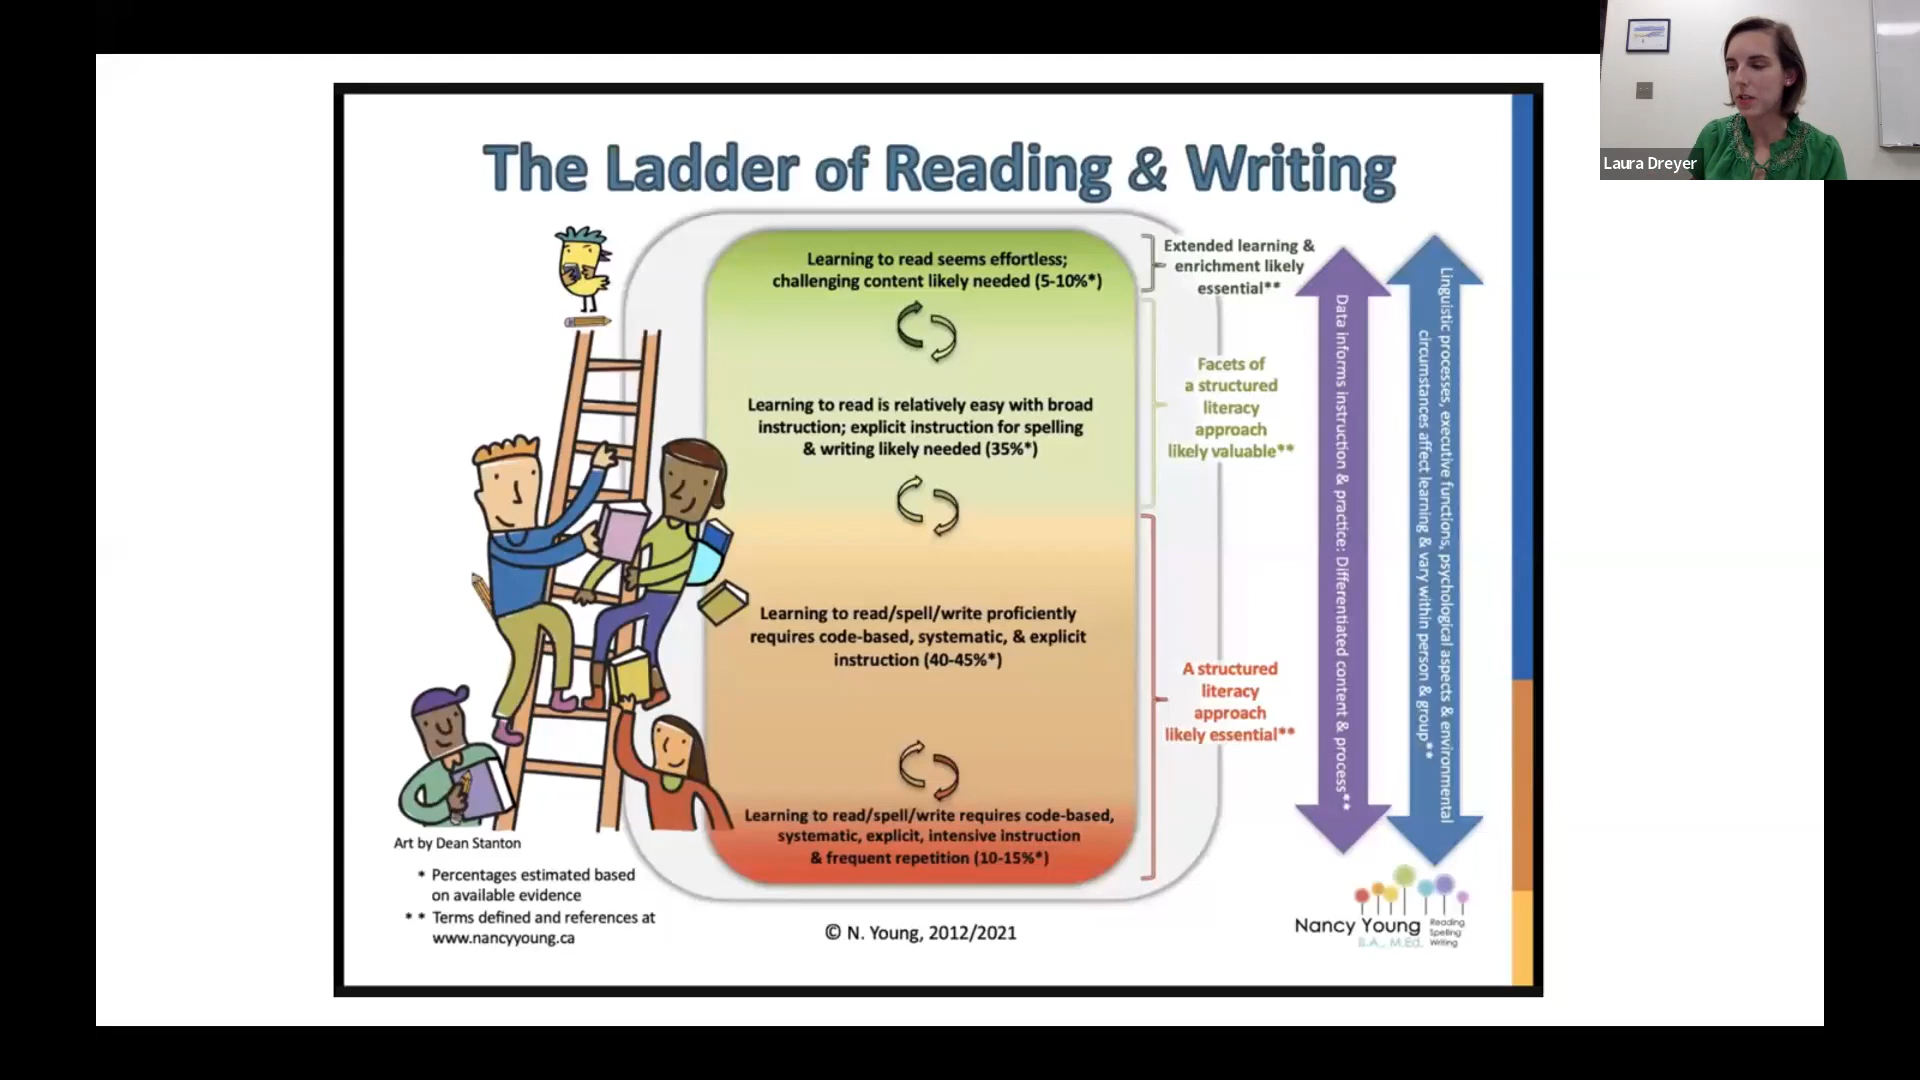 Laura Dreyer
The Ladder of Reading & Writing
Learning to read seems effortless;
challenging content likely needed (5-10%*)
Learning to read is relatively easy with broad
instruction; explicit instruction for spelling
& writing likely needed (35%*)
Learning to read/spell/write proficiently
requires code-based, systematic, & explicit
instruction (40-45%*)
Learning to read/spell/write requires code-based,
systematic, explicit, intensive instruction
& frequent repetition (10-15%*)
Extended learning &
enrichment likely
essential**
Facets of
a structured
literacy
approach
likely valuable**
A structured
literacy
approach
likely essential**
Data informs instruction & practice: Differentiated content & process**
Linguistic processes, executive functions, psychological aspects & environmental
circumstances affect learning & vary within person & group**
Art by Dean Stanton
* Percentages estimated based
on available evidence
** Terms defined and references at
www.nancyyoung.ca
© N. Young, 2012/2021
Nancy Young
B.A., M.Ed.
Reading
Spelling
Writing